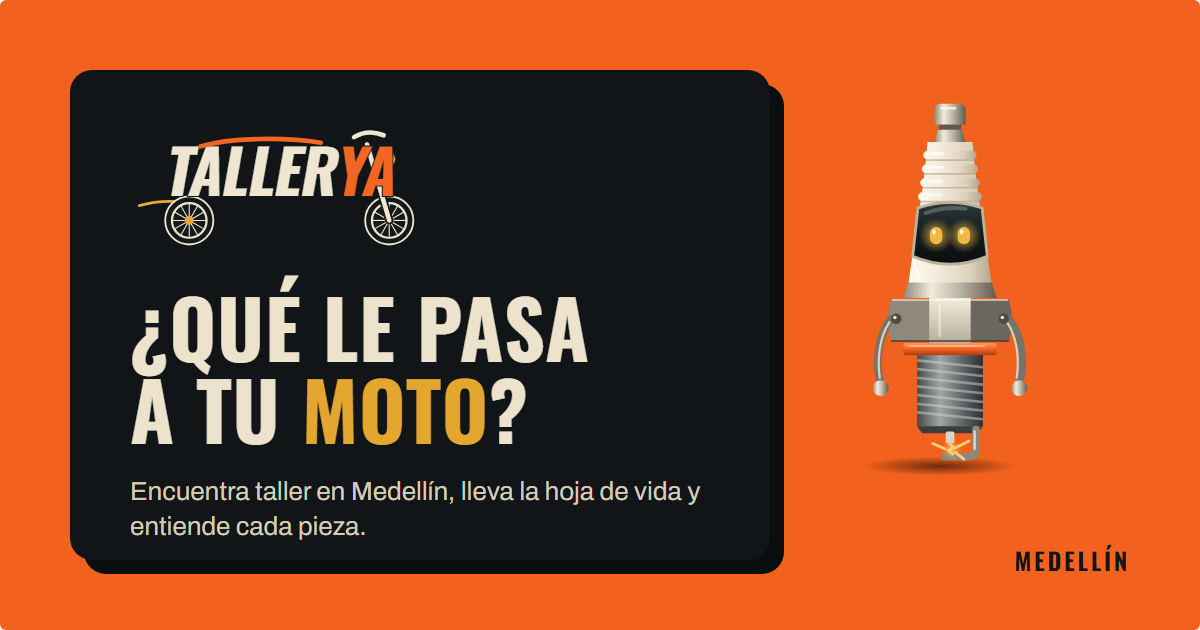 TALLERYA
¿QUÉ LE PASA
A TU MOTO?
Encuentra taller en Medellín, lleva la hoja de vida y
entiende cada pieza.
MEDELLÍN